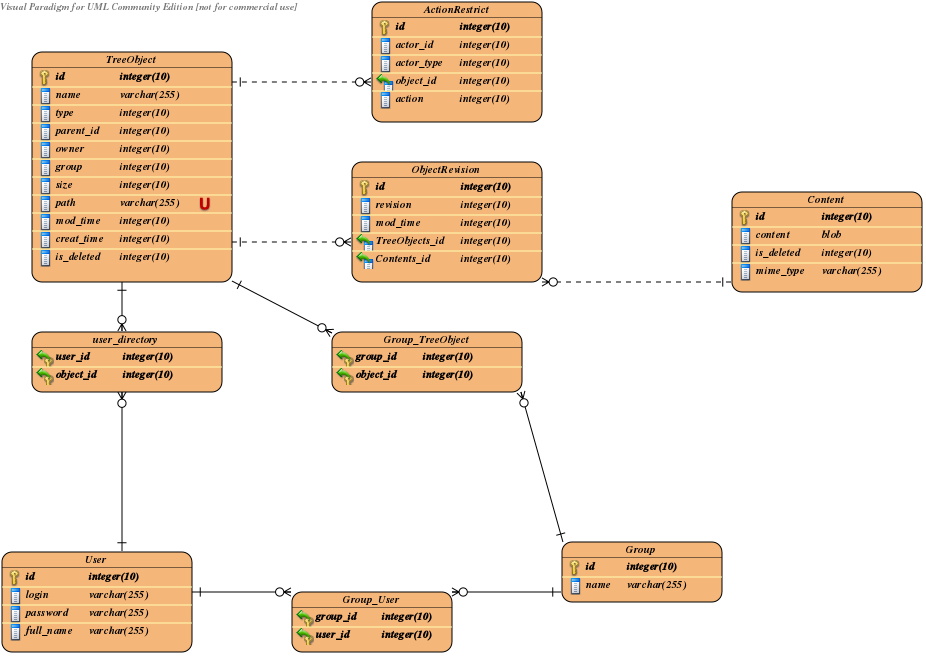 Visual Paradigm for UML Community Edition [not for commercial use]
ActionRestrict
id integer(10)
actor_id integer(10)
actor_type integer(10)
object_id integer(10)
action integer(10)
TreeObject
id integer(10)
name varchar(255)
type integer(10)
parent_id integer(10)
owner integer(10)
group integer(10)
size integer(10)
path varchar(255) U
mod_time integer(10)
creat_time integer(10)
is_deleted integer(10)
ObjectRevision
id integer(10)
revision integer(10)
mod_time integer(10)
TreeObjects_id integer(10)
Contents_id integer(10)
Content
id integer(10)
content blob
is_deleted integer(10)
mime_type varchar(255)
user_directory
user_id integer(10)
object_id integer(10)
Group_TreeObject
group_id integer(10)
object_id integer(10)
User
id integer(10)
login varchar(255)
password varchar(255)
full_name varchar(255)
Group_User
group_id integer(10)
user_id integer(10)
Group
id integer(10)
name varchar(255)